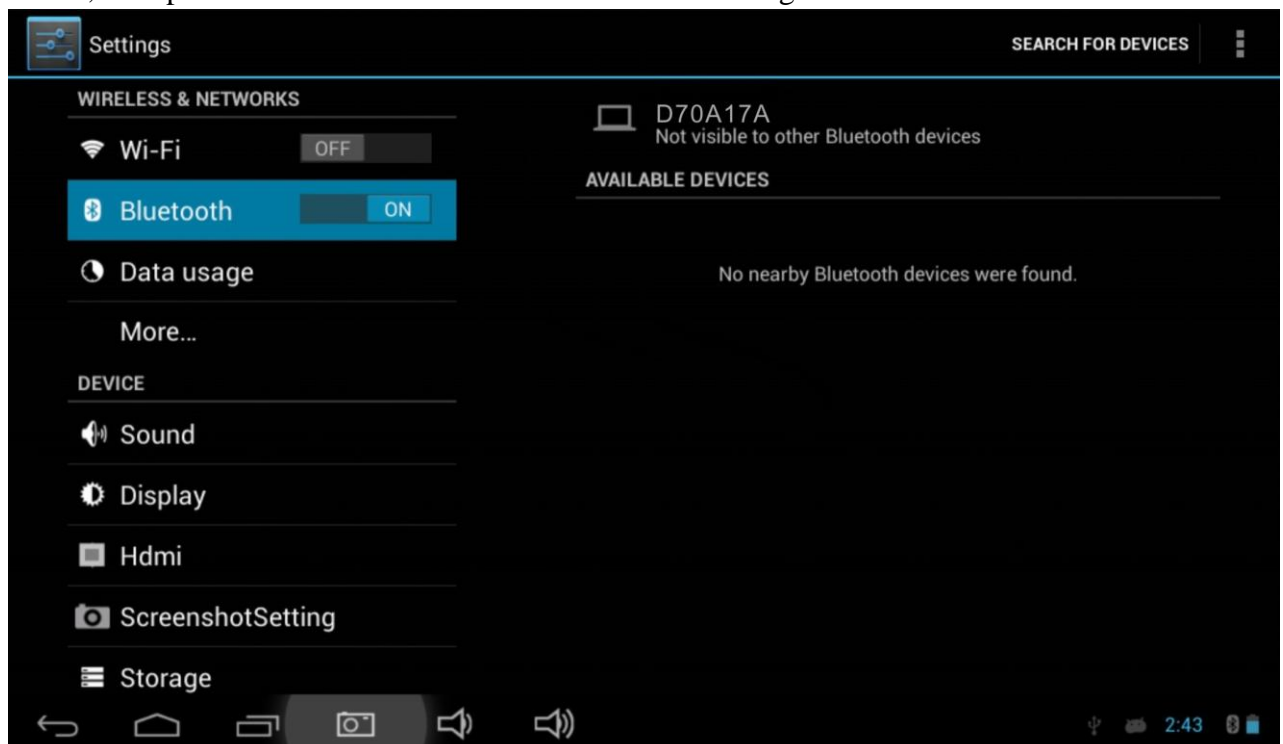 Settings
SEARCH FOR DEVICES
WIRELESS & NETWORKS
Wi-Fi OFF
Bluetooth ON
Data usage
More...
DEVICE
Sound
Display
Hdmi
ScreenshotSetting
Storage
D70A17A
Not visible to other Bluetooth devices
AVAILABLE DEVICES
No nearby Bluetooth devices were found.
2:43